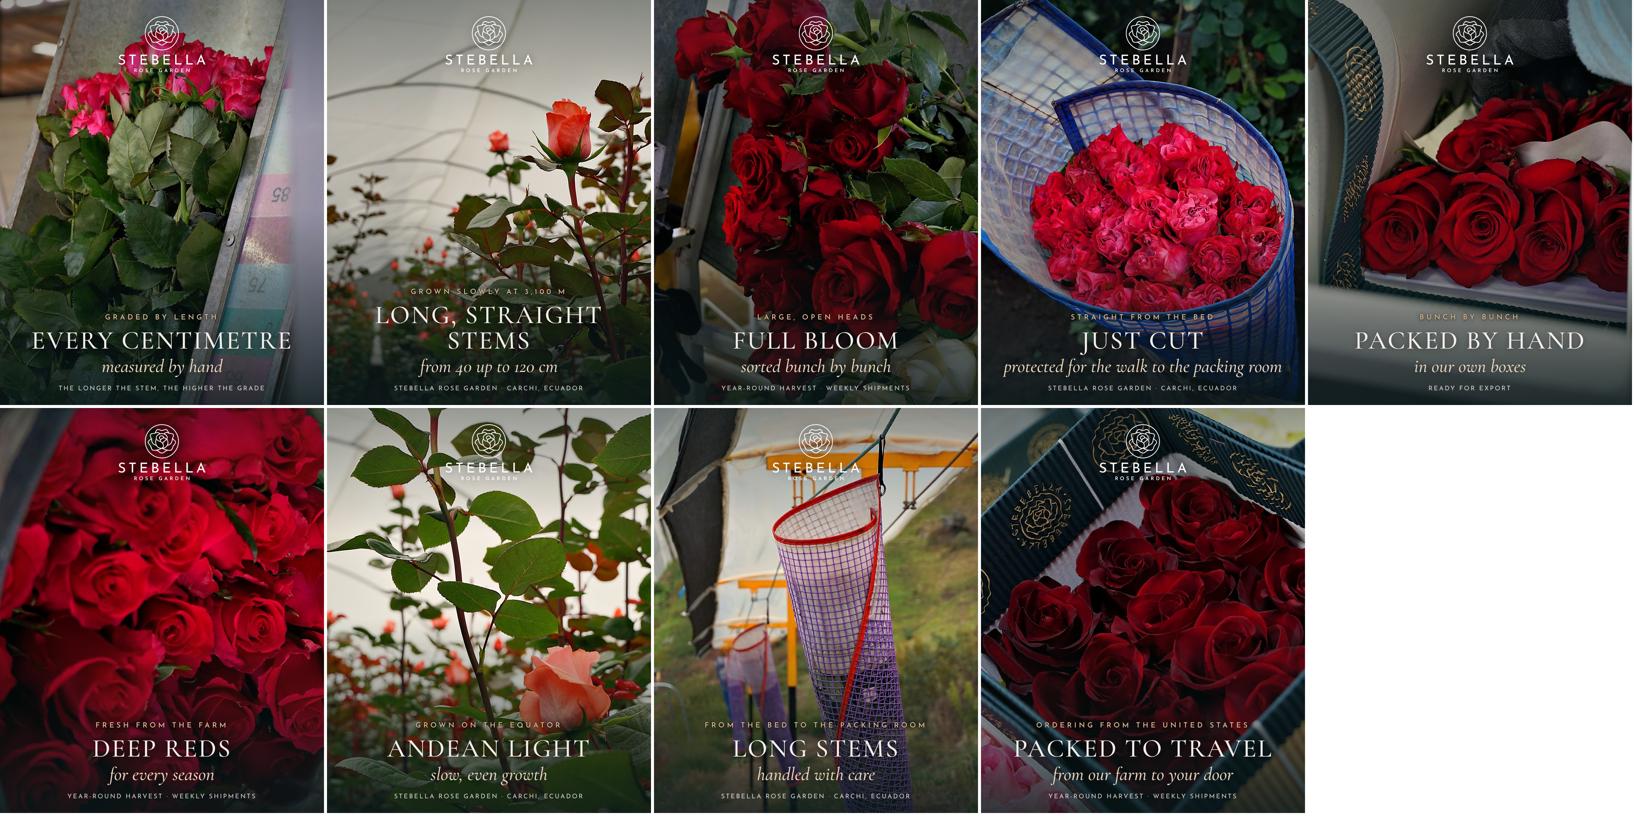 STEBELLA
ROSE GARDEN
85
75
GRADED BY LENGTH
EVERY CENTIMETRE
measured by hand
THE LONGER THE STEM, THE HIGHER THE GRADE
STEBELLA
ROSE GARDEN
GROWN SLOWLY AT 3,100 M
LONG, STRAIGHT
STEMS
from 40 up to 120 cm
STEBELLA ROSE GARDEN · CARCHI, ECUADOR
STEBELLA
ROSE GARDEN
LARGE, OPEN HEADS
FULL BLOOM
sorted bunch by bunch
YEAR-ROUND HARVEST · WEEKLY SHIPMENTS
STEBELLA
ROSE GARDEN
STRAIGHT FROM THE BED
JUST CUT
protected for the walk to the packing room
STEBELLA ROSE GARDEN · CARCHI, ECUADOR
STEBELLA
ROSE GARDEN
BUNCH BY BUNCH
PACKED BY HAND
in our own boxes
READY FOR EXPORT
STEBELLA
ROSE GARDEN
FRESH FROM THE FARM
DEEP REDS
for every season
YEAR-ROUND HARVEST · WEEKLY SHIPMENTS
STEBELLA
ROSE GARDEN
GROWN ON THE EQUATOR
ANDEAN LIGHT
slow, even growth
STEBELLA ROSE GARDEN · CARCHI, ECUADOR
STEBELLA
ROSE GARDEN
FROM THE BED TO THE PACKING ROOM
LONG STEMS
handled with care
STEBELLA ROSE GARDEN · CARCHI, ECUADOR
STEBELLA
ROSE GARDEN
STEBELLA
STEBELLA
ORDERING FROM THE UNITED STATES
PACKED TO TRAVEL
from our farm to your door
YEAR-ROUND HARVEST · WEEKLY SHIPMENTS